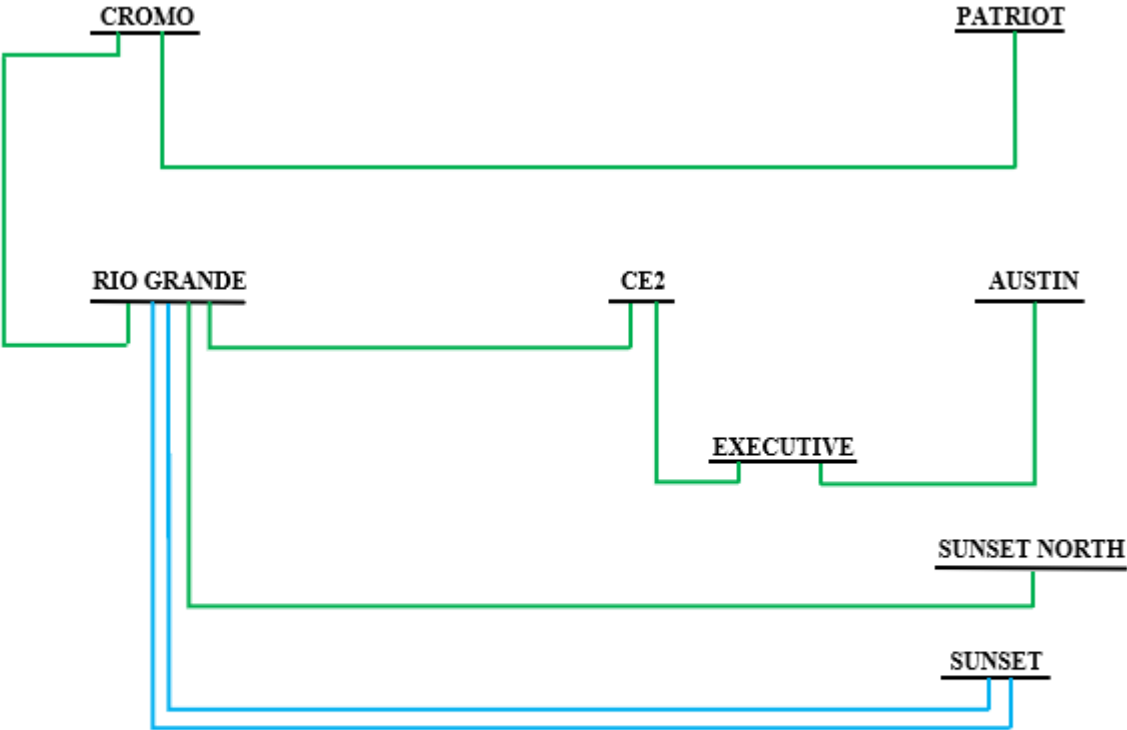 CROMO
PATRIOT
RIO GRANDE
CE2
AUSTIN
EXECUTIVE
SUNSET NORTH
SUNSET